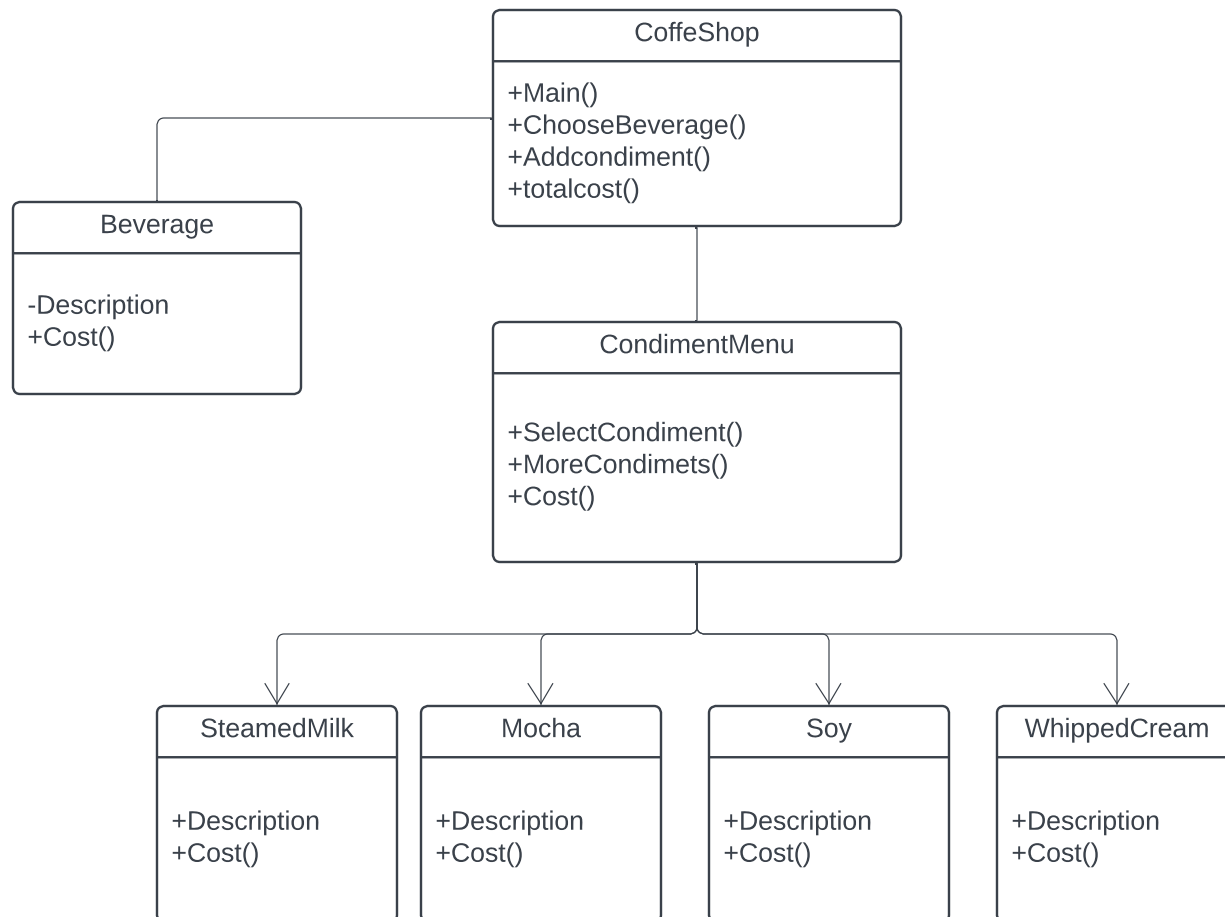 CoffeShop
+Main()
+ChooseBeverage()
+Addcondiment()
+totalcost()
Beverage
-Description
+Cost()
CondimentMenu
+SelectCondiment()
+MoreCondimets()
+Cost()
SteamedMilk
+Description
+Cost()
Mocha
+Description
+Cost()
Soy
+Description
+Cost()
WhippedCream
+Description
+Cost()